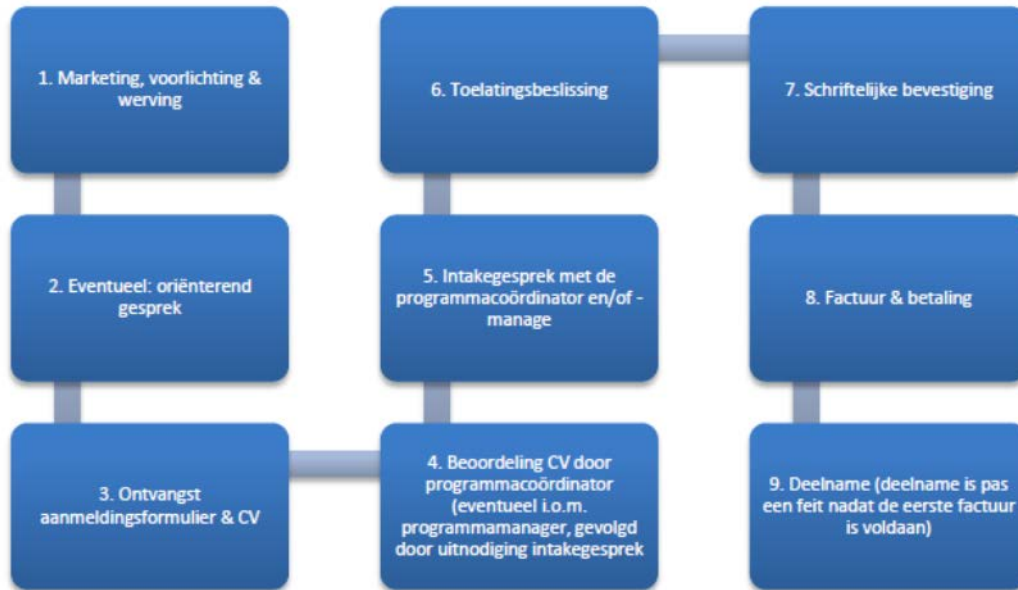 1. Marketing, voorlichting &
werving
2. Eventueel: oriënterend
gesprek
3. Ontvangst
aanmeldingsformulier & CV
4. Beoordeling CV door
programmacoördinator
(eventueel i.o.m.
programmamanager, gevolgd
door uitnodiging intakegesprek
5. Intakegesprek met de
programmacoördinator en/of -
manage
6. Toelatingsbeslissing
7. Schriftelijke bevestiging
8. Factuur & betaling
9. Deelname (deelname is pas
een feit nadat de eerste factuur
is voldaan)